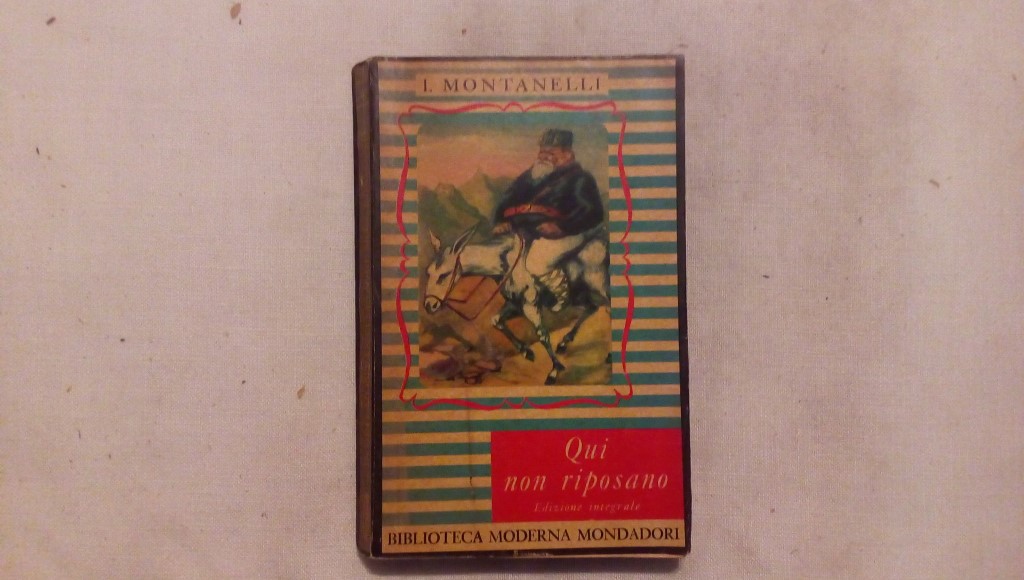 I. MONTANELLI
Qui
non riposano
Edizione integrale
BIBLIOTECA MODERNA MONDADORI